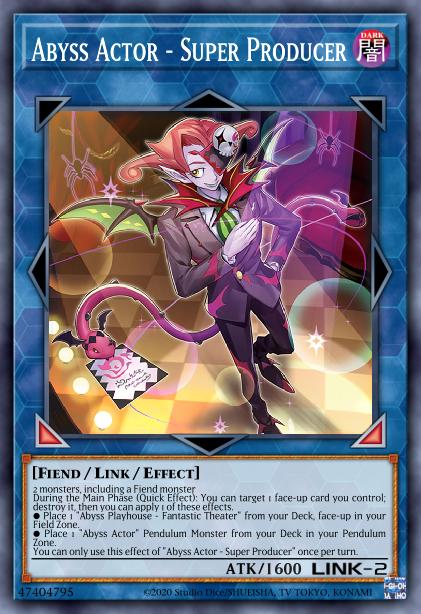 ABYSS ACTOR - SUPER PRODUCER
DARK
闇
[FIEND / LINK / EFFECT]
2 monsters, including a Fiend monster
During the Main Phase (Quick Effect): You can target 1 face-up card you control;
destroy it, then you can apply 1 of these effects.
● Place 1 "Abyss Playhouse - Fantastic Theater" from your Deck, face-up in your
Field Zone.
● Place 1 "Abyss Actor" Pendulum Monster from your Deck in your Pendulum
Zone.
You can only use this effect of "Abyss Actor - Super Producer" once per turn.
ATK/1600 LINK-2
47404795
©2020 Studio Dice/SHUEISHA, TV TOKYO, KONAMI